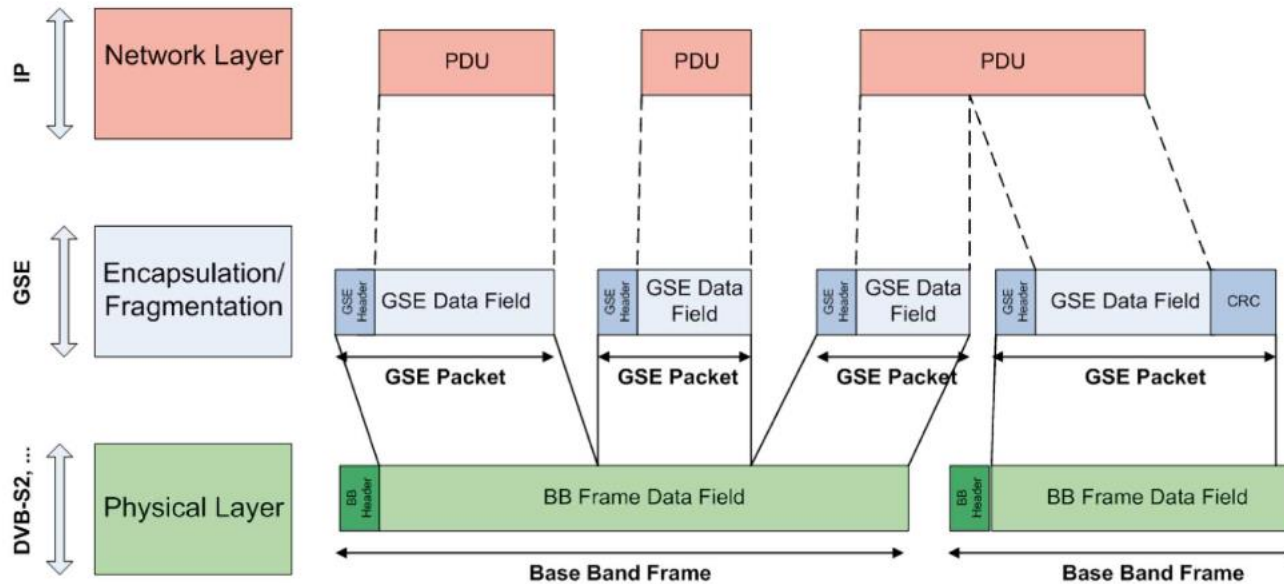 IP
Network Layer
PDU
PDU
PDU
GSE
Encapsulation/
Fragmentation
GSE
Header
GSE Data Field
GSE
Header
GSE Data
Field
GSE
Header
GSE Data
Field
GSE
Header
GSE Data Field
CRC
GSE Packet
GSE Packet
GSE Packet
GSE Packet
DVB-S2, ...
Physical Layer
BB
Header
BB Frame Data Field
BB
Header
BB Frame Data Field
Base Band Frame
Base Band Frame